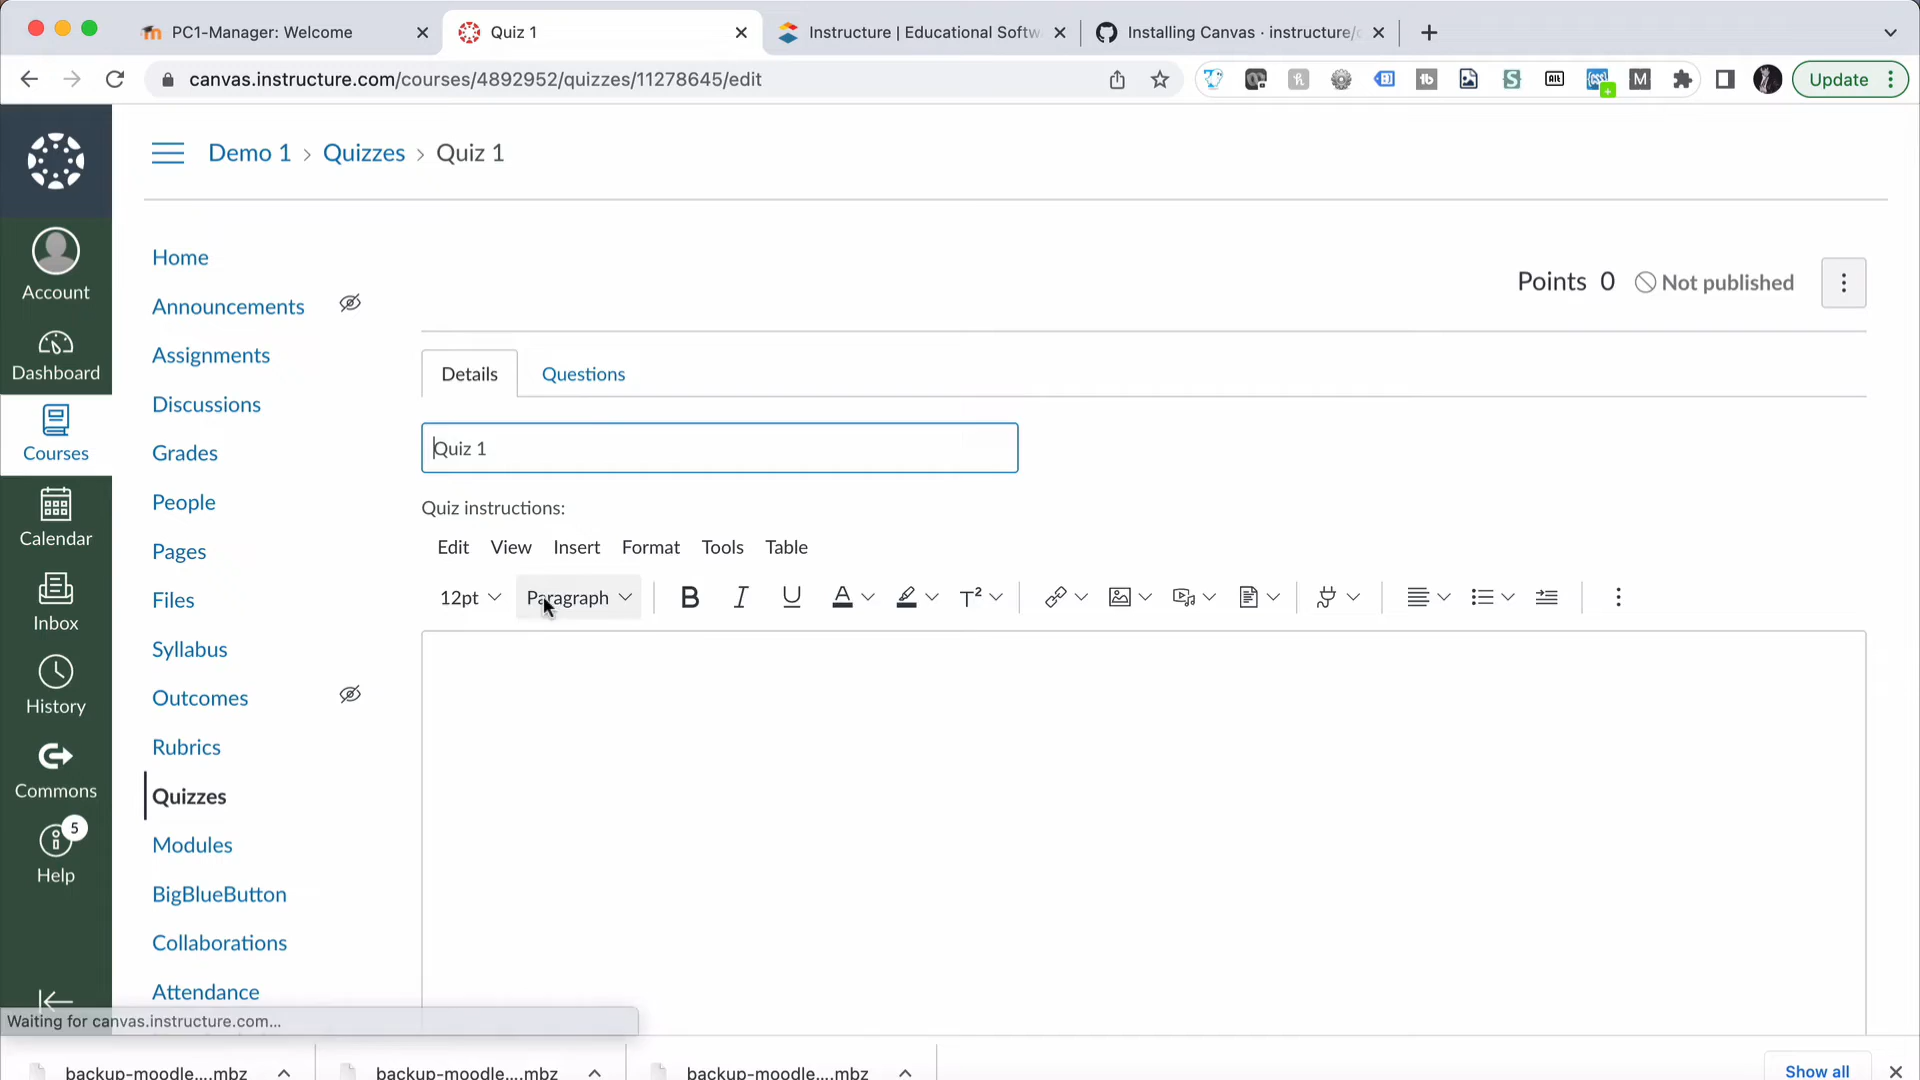 PC1-Manager: Welcome
Quiz 1
Instructure | Educational Softw
Installing Canvas · instructure/c
canvas.instructure.com/courses/4892952/quizzes/11278645/edit
Update
Demo 1 › Quizzes › Quiz 1
Account
Dashboard
Courses
Calendar
Inbox
History
Commons
5
Help
Home
Announcements
Assignments
Discussions
Grades
People
Pages
Files
Syllabus
Outcomes
Rubrics
Quizzes
Modules
BigBlueButton
Collaborations
Attendance
Points 0 Not published
Details Questions
Quiz 1
Quiz instructions:
Edit View Insert Format Tools Table
12pt Paragraph B I U A T²
Waiting for canvas.instructure.com...
backup-moodle....mbz
backup-moodle....mbz
backup-moodle....mbz
Show all